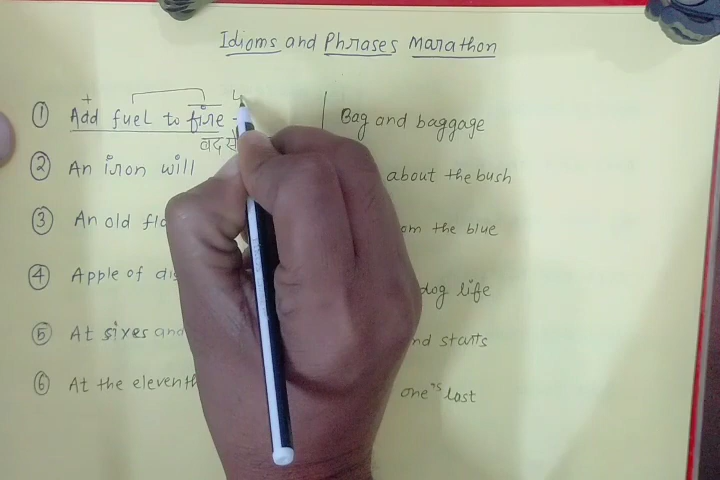 Idioms and Phrases Marathon
① Add fuel to fire
बद
② An iron will
③ An old
④ Apple of
⑤ At sixes and
⑥ At the eleventh
Bag and baggage
about the bush
the blue
dog life
starts
one's last